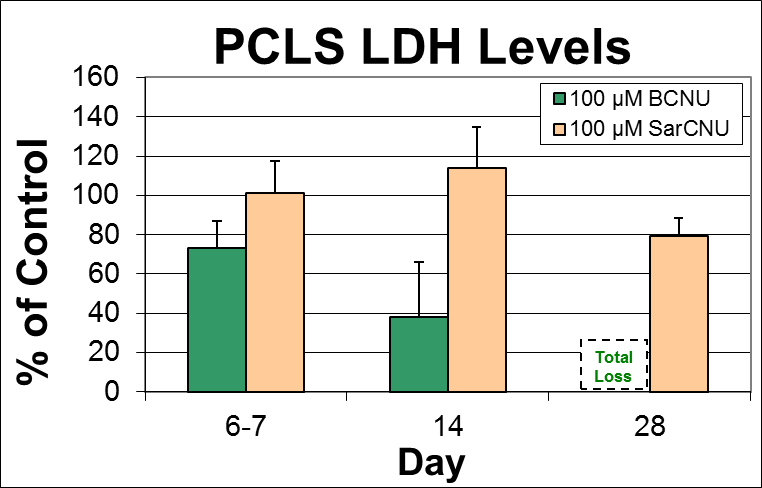 PCLS LDH Levels
% of Control
160
140
120
100
80
60
40
20
0
100 µM BCNU
100 µM SarCNU
Total
Loss
6-7
14
28
Day